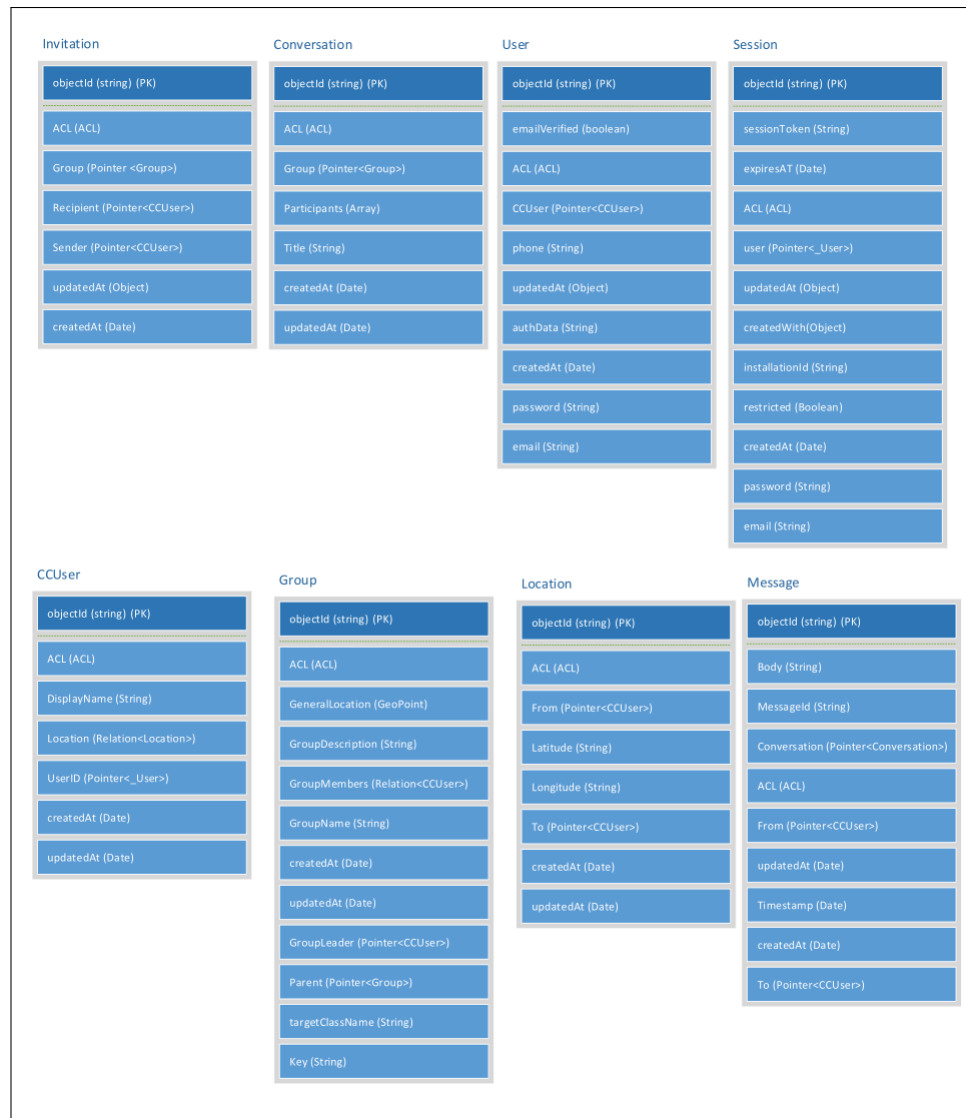 Invitation
objectId (string) (PK)
ACL (ACL)
Group (Pointer <Group>)
Recipient (Pointer<CCUser>)
Sender (Pointer<CCUser>)
updatedAt (Object)
createdAt (Date)
Conversation
objectId (string) (PK)
ACL (ACL)
Group (Pointer<Group>)
Participants (Array)
Title (String)
createdAt (Date)
updatedAt (Date)
User
objectId (string) (PK)
emailVerified (boolean)
ACL (ACL)
CCUser (Pointer<CCUser>)
phone (String)
updatedAt (Object)
authData (String)
createdAt (Date)
password (String)
email (String)
Session
objectId (string) (PK)
sessionToken (String)
expiresAT (Date)
ACL (ACL)
user (Pointer<_User>)
updatedAt (Object)
createdWith(Object)
installationId (String)
restricted (Boolean)
createdAt (Date)
password (String)
email (String)
CCUser
objectId (string) (PK)
ACL (ACL)
DisplayName (String)
Location (Relation<Location>)
UserID (Pointer<_User>)
createdAt (Date)
updatedAt (Date)
Group
objectId (string) (PK)
ACL (ACL)
GeneralLocation (GeoPoint)
GroupDescription (String)
GroupMembers (Relation<CCUser>)
GroupName (String)
createdAt (Date)
updatedAt (Date)
GroupLeader (Pointer<CCUser>)
Parent (Pointer<Group>)
targetClassName (String)
Key (String)
Location
objectId (string) (PK)
ACL (ACL)
From (Pointer<CCUser>)
Latitude (String)
Longitude (String)
To (Pointer<CCUser>)
createdAt (Date)
updatedAt (Date)
Message
objectId (string) (PK)
Body (String)
MessageId (String)
Conversation (Pointer<Conversation>)
ACL (ACL)
From (Pointer<CCUser>)
updatedAt (Date)
Timestamp (Date)
createdAt (Date)
To (Pointer<CCUser>)